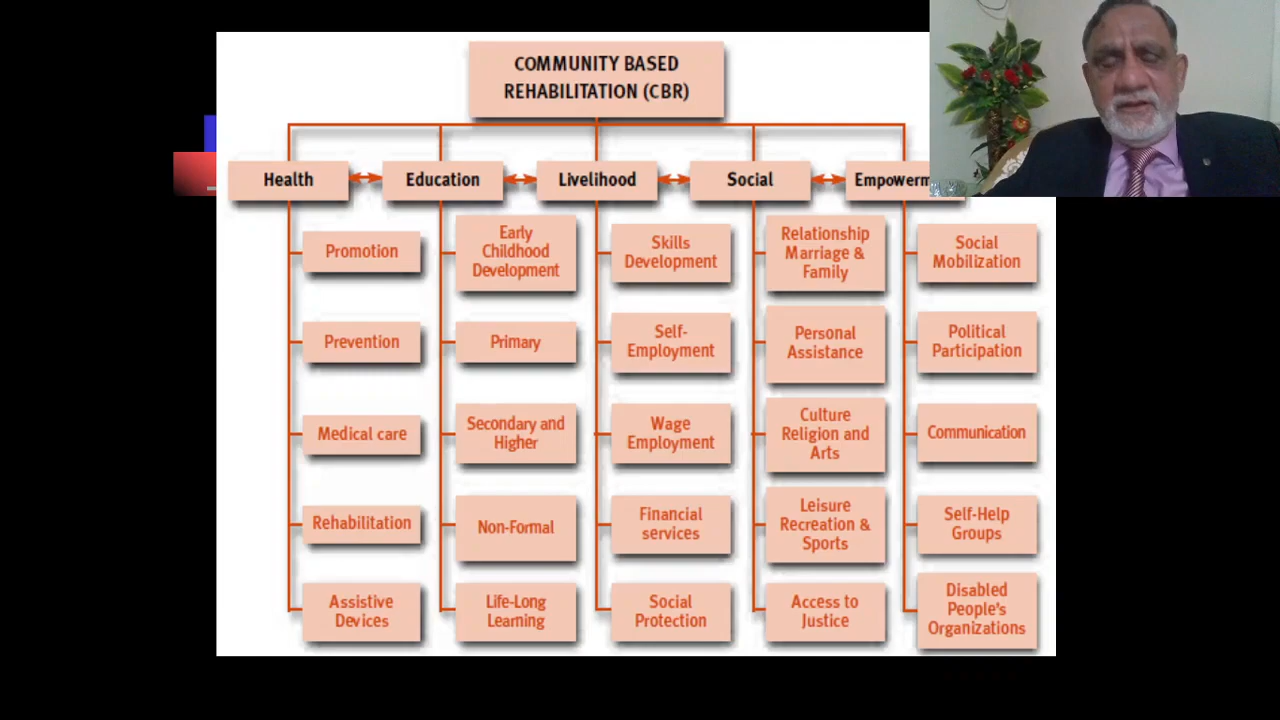 COMMUNITY BASED
REHABILITATION (CBR)
Health
Education
Livelihood
Social
Empowerm
Promotion
Prevention
Medical care
Rehabilitation
Assistive
Devices
Early
Childhood
Development
Primary
Secondary and
Higher
Non-Formal
Life-Long
Learning
Skills
Development
Self-
Employment
Wage
Employment
Financial
services
Social
Protection
Relationship
Marriage &
Family
Personal
Assistance
Culture
Religion and
Arts
Leisure
Recreation &
Sports
Access to
Justice
Social
Mobilization
Political
Participation
Communication
Self-Help
Groups
Disabled
People's
Organizations